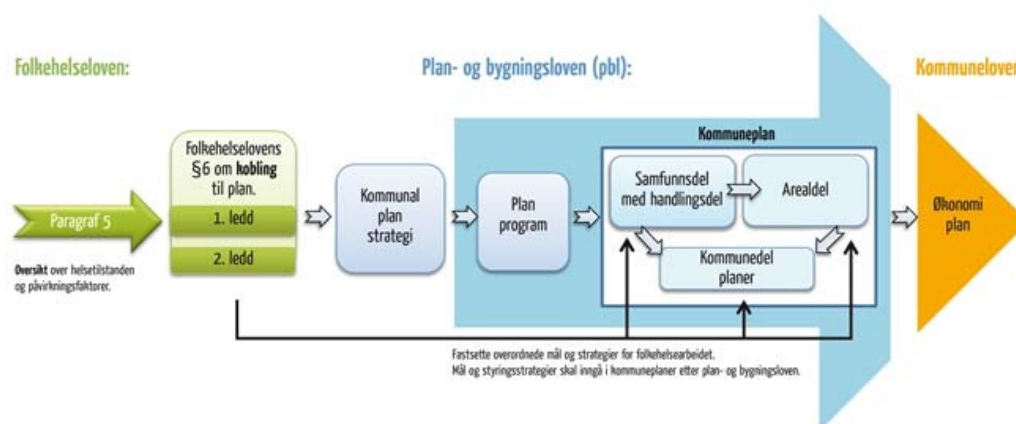 Folkehelseloven:
Plan- og bygningsloven (pbl):
Kommuneloven
Paragraf 5
Oversikt over helsetilstanden
og påvirkningsfaktorer.
Folkehelselovens
§6 om kobling
til plan.
1. ledd
2. ledd
Kommunal
plan
strategi
Plan
program
Kommuneplan
Samfunnsdel
med handlingsdel
Arealdel
Kommunedel
planer
Økonomi
plan
Fastsette overordnede mål og strategier for folkehelsearbeidet.
Mål og styringsstrategier skal inngå i kommuneplaner etter plan- og bygningsloven.